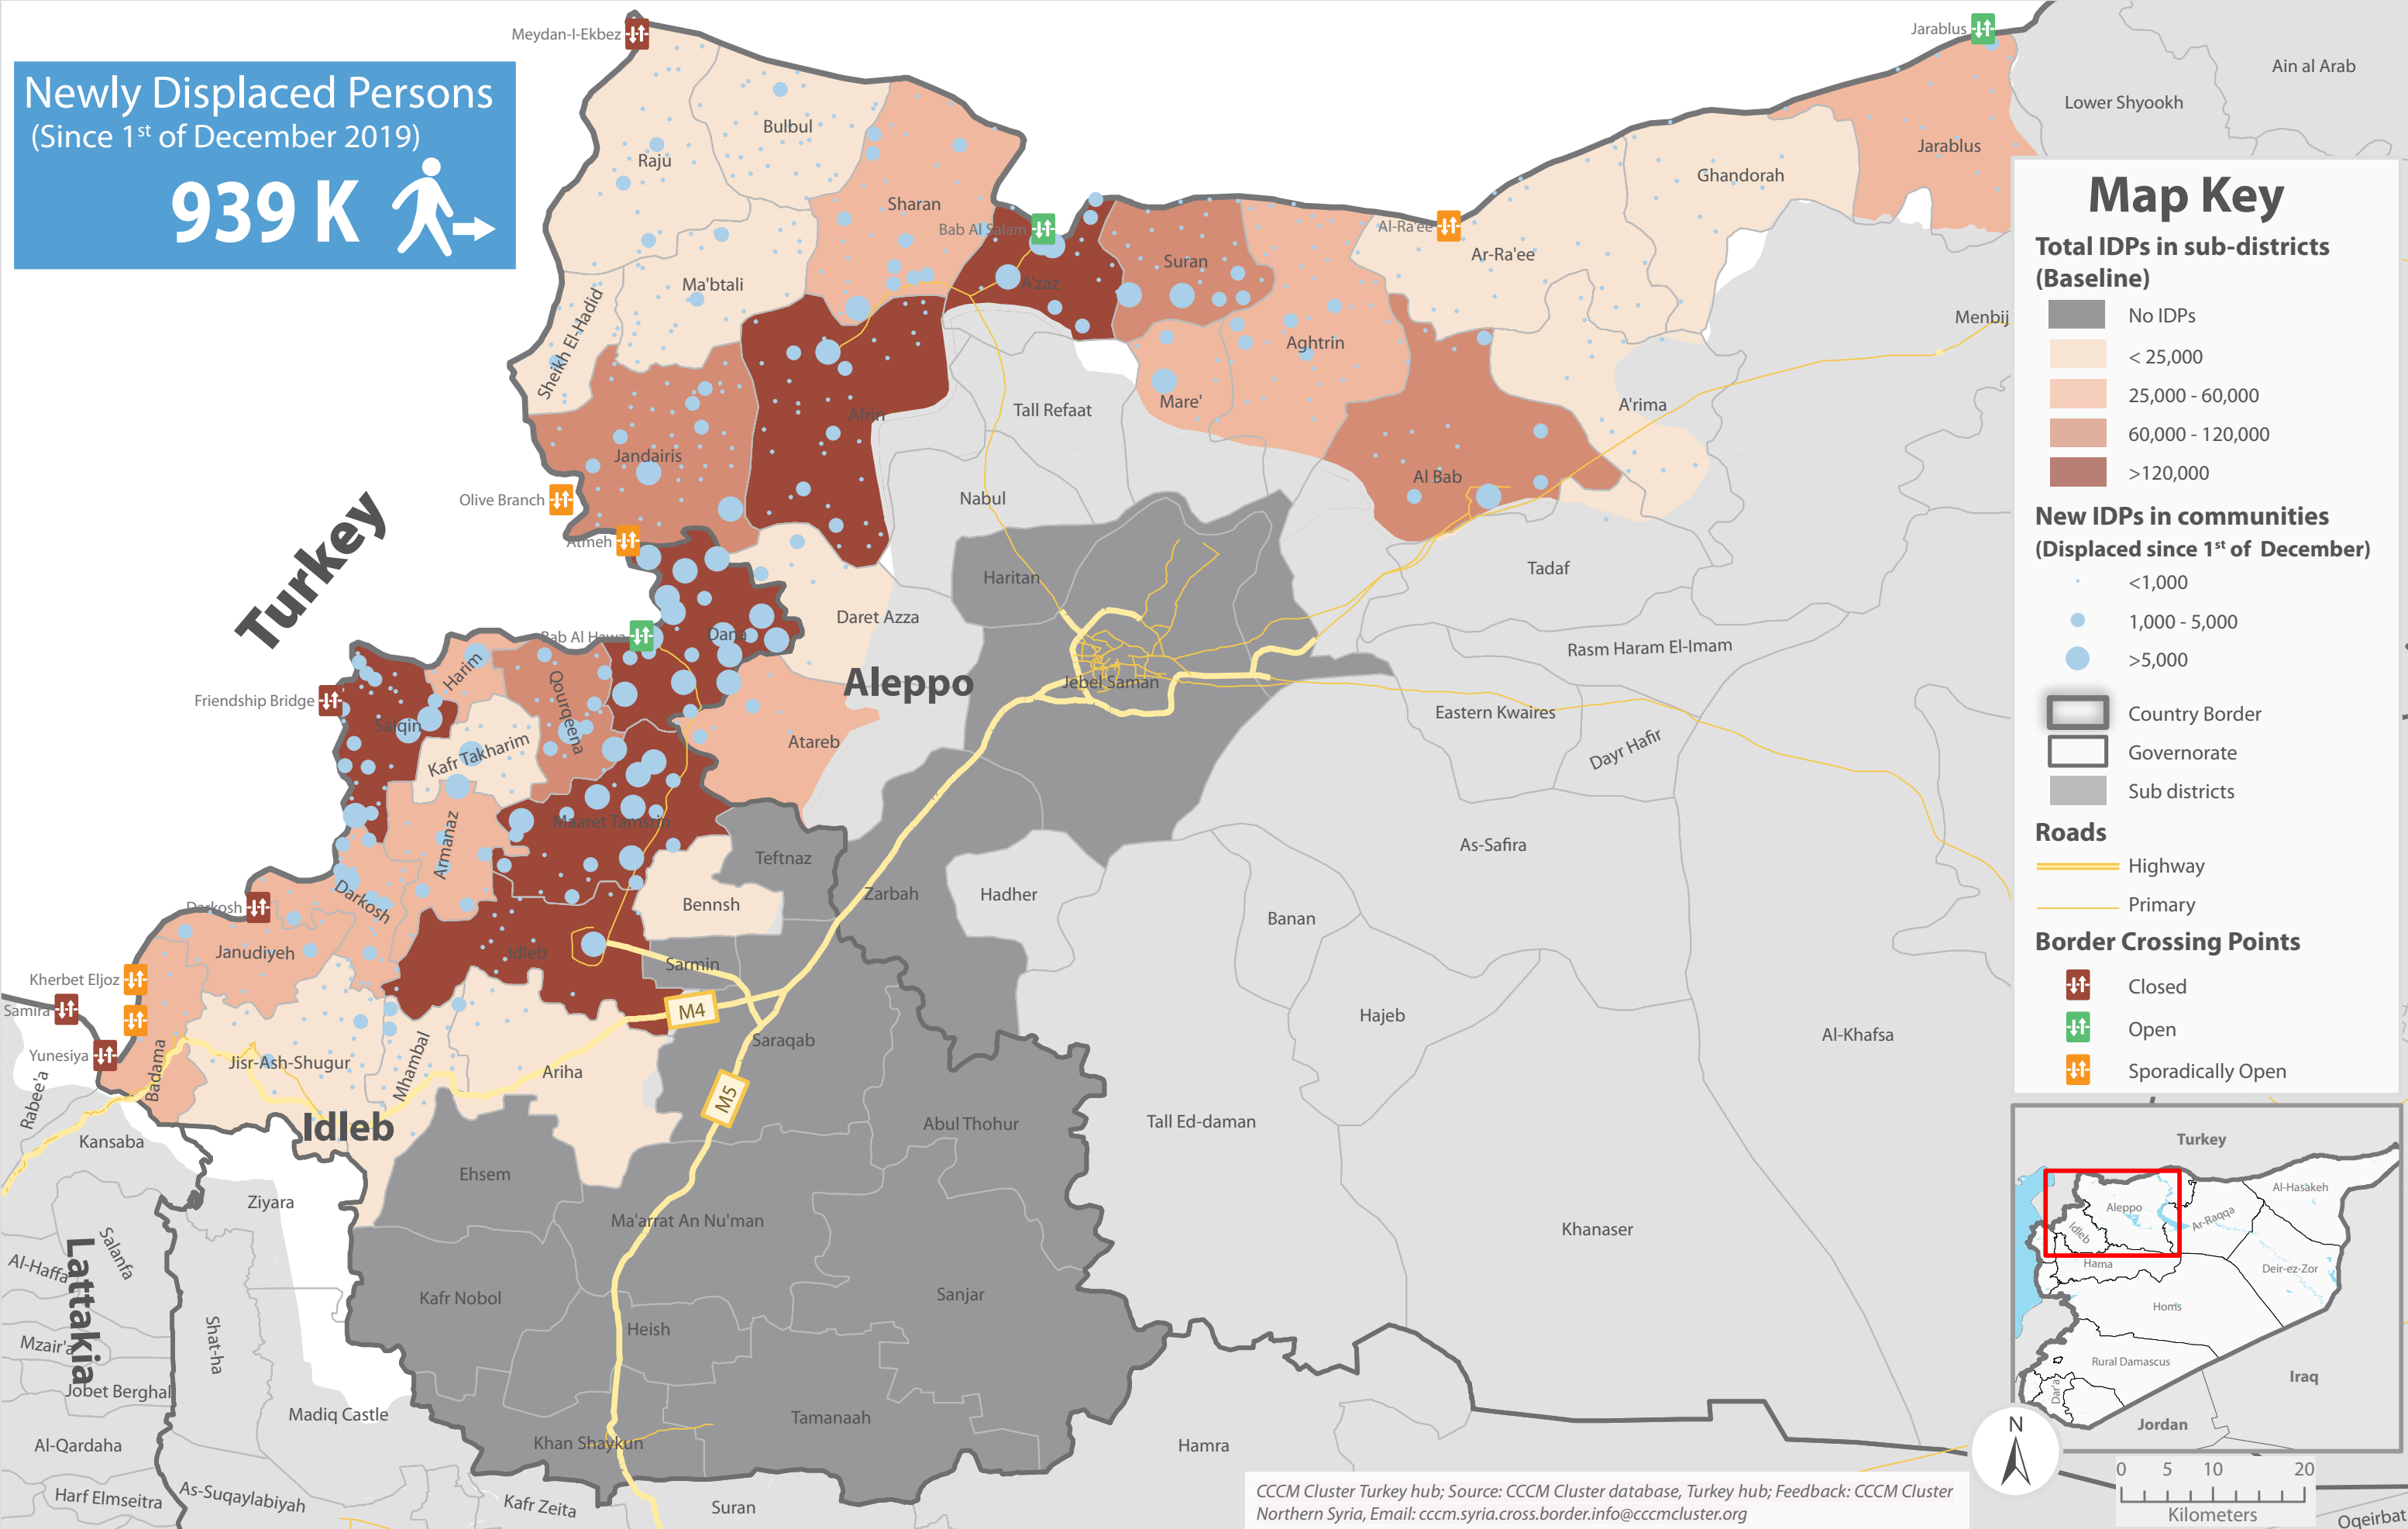 Newly Displaced Persons
(Since 1st of December 2019)
939 K
Meydan-I-Ekbez
Jarablus
Ain al Arab
Lower Shyookh
Bulbul
Raju
Jarablus
Ghandorah
Sharan
Bab Al Salam
Al-Ra'ee
Ar-Ra'ee
Suran
A'zaz
Ma'btali
Sheikh El-Hadid
Menbij
Aghtrin
Mare'
Tall Refaat
A'rima
Afrin
Jandairis
Al Bab
Olive Branch
Nabul
Atmeh
Turkey
Haritan
Tadaf
Daret Azza
Bab Al Hawa
Dana
Rasm Haram El-Imam
Harim
Aleppo
Jebel Saman
Friendship Bridge
Salqin
Qourqeena
Eastern Kwaires
Dayr Hafir
Kafr Takharim
Atareb
Maaret Tamsrin
Armanaz
Teftnaz
As-Safira
Zarbah
Hadher
Bennsh
Banan
Darkosh
Darkosh
Janudiyeh
Idleb
Sarmin
Kherbet Eljoz
Samira
M4
Hajeb
Al-Khafsa
Saraqab
Yunesiya
Badama
Jisr-Ash-Shugur
Mhambal
Ariha
M5
Rabee'a
Idleb
Abul Thohur
Tall Ed-daman
Kansaba
Ehsem
Ziyara
Ma'arrat An Nu'man
Khanaser
Salanfa
Al-Haffa
Lattakia
Kafr Nobol
Sanjar
Heish
Shat-ha
Mzair'a
Jobet Berghal
Madiq Castle
Tamanaah
Khan Shaykun
Al-Qardaha
Hamra
Harf Elmseitra
As-Suqaylabiyah
Kafr Zeita
Suran
Oqeirbat
Map Key
Total IDPs in sub-districts
(Baseline)
No IDPs
< 25,000
25,000 - 60,000
60,000 - 120,000
>120,000
New IDPs in communities
(Displaced since 1st of December)
<1,000
1,000 - 5,000
>5,000
Country Border
Governorate
Sub districts
Roads
Highway
Primary
Border Crossing Points
Closed
Open
Sporadically Open
Turkey
Al-Hasakeh
Aleppo
Ar-Raqqa
Idleb
Hama
Deir-ez-Zor
Homs
Rural Damascus
Dar'a
Iraq
Jordan
N
0 5 10 20
Kilometers
CCCM Cluster Turkey hub; Source: CCCM Cluster database, Turkey hub; Feedback: CCCM Cluster
Northern Syria, Email: cccm.syria.cross.border.info@cccmcluster.org